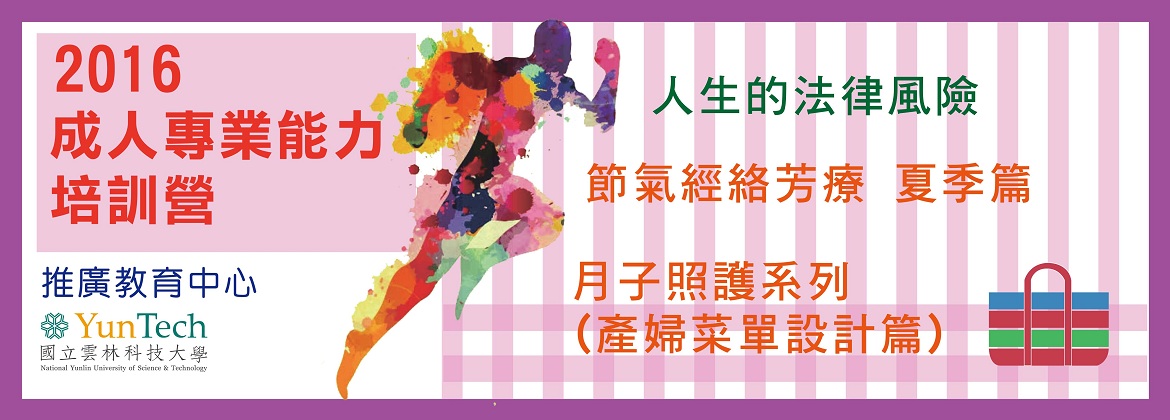 2016
成人專業能力
培訓營
推廣教育中心
YunTech
國立雲林科技大學
National Yunlin University of Science & Technology
人生的法律風險
節氣經絡芳療 夏季篇
月子照護系列
(產婦菜單設計篇)